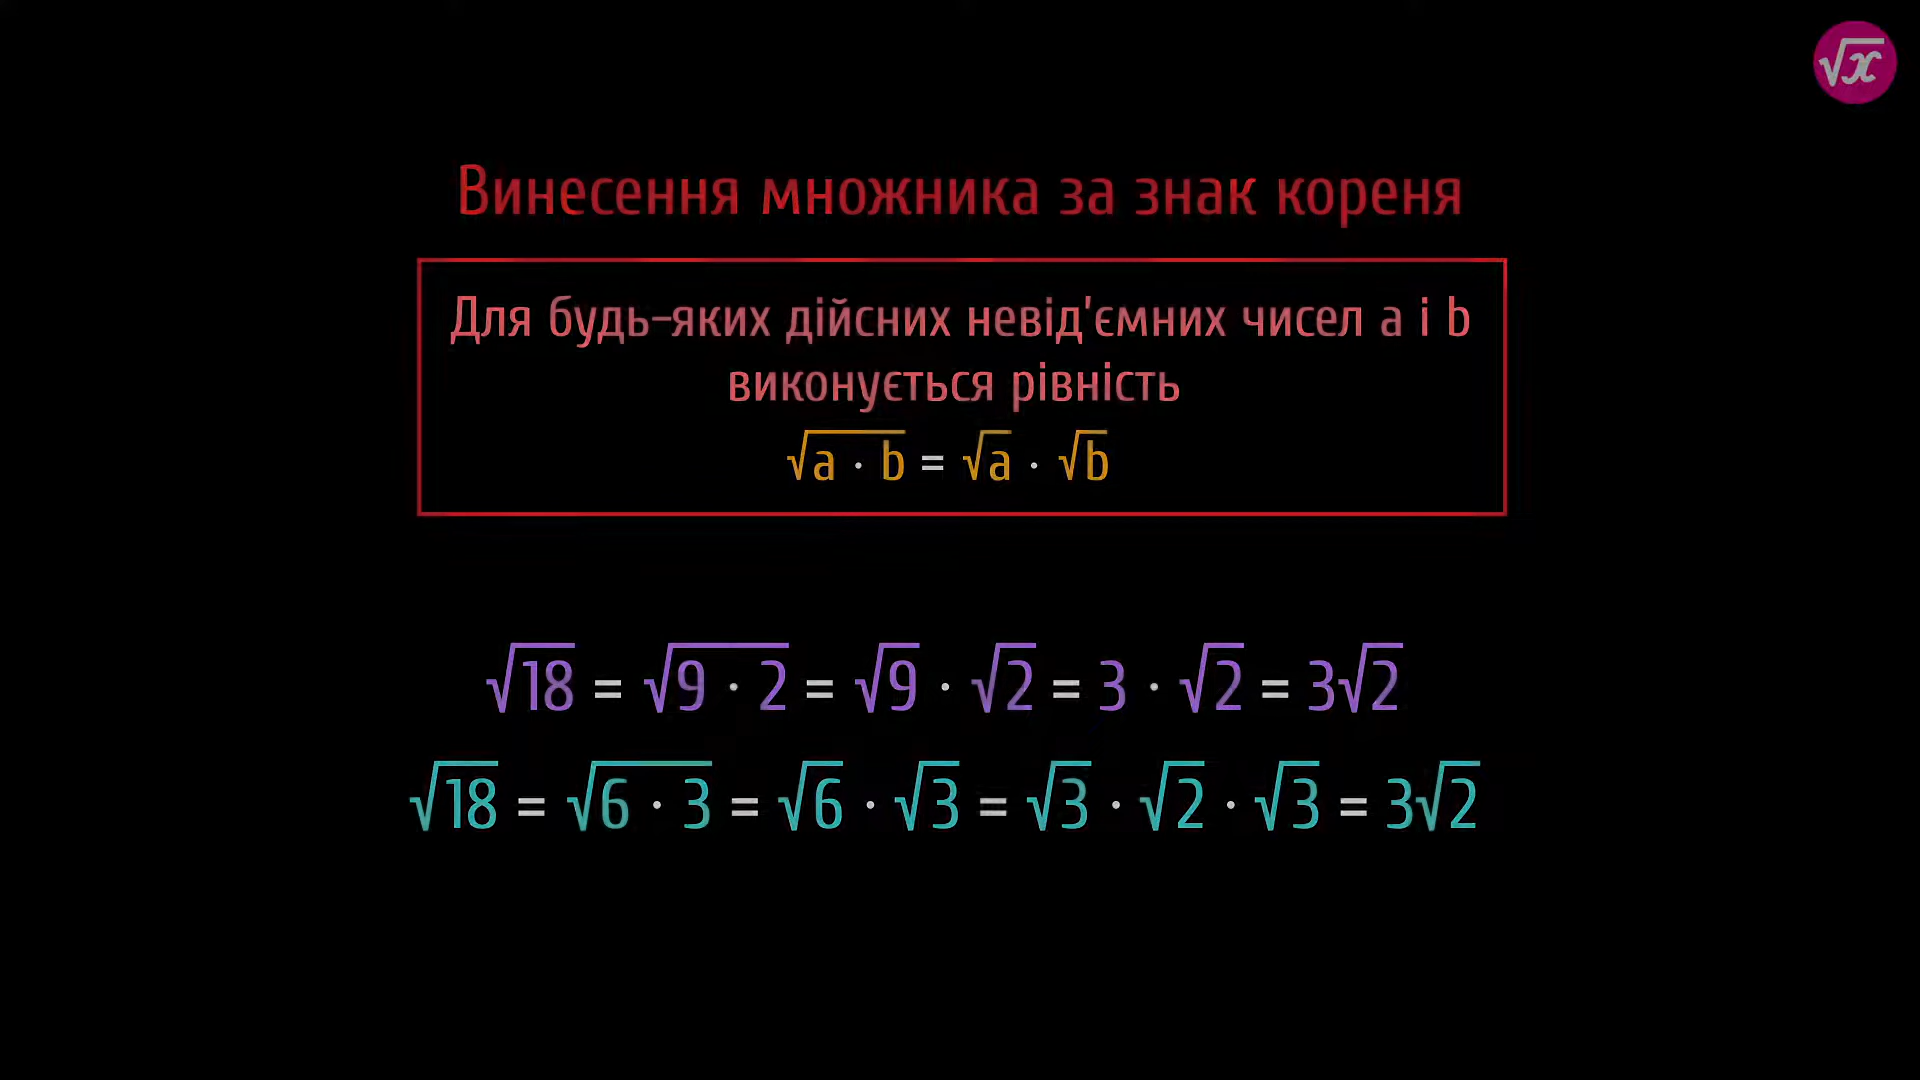 √x
Винесення множника за знак кореня
Для будь-яких дійсних невід'ємних чисел a і b
виконується рівність
√(a · b) = √a · √b
√18 = √(9 · 2) = √9 · √2 = 3 · √2 = 3√2
√18 = √(6 · 3) = √6 · √3 = √3 · √2 · √3 = 3√2